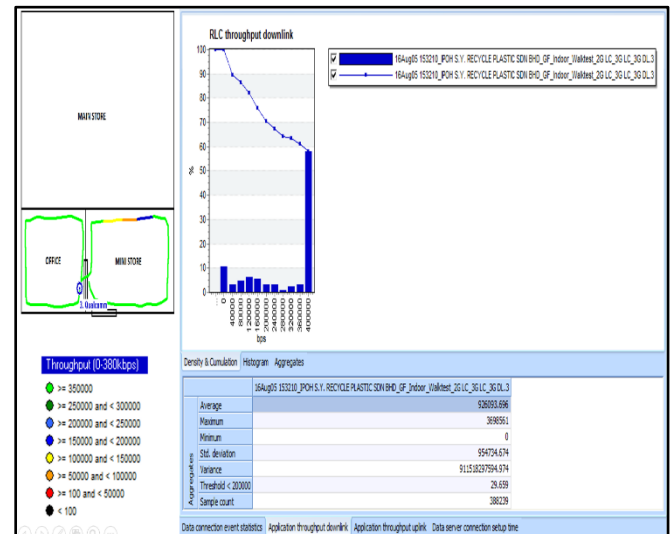 RLC throughput downlink
100
90
80
70
60
50
40
30
20
10
0
%
0
40000
80000
120000
160000
200000
240000
280000
320000
360000
400000
bps
16Aug05 153210_IPOH S.Y. RECYCLE PLASTIC SDN BHD_GF_Indoor_Walktest_2G LC_3G LC_3G DL.3
16Aug05 153210_IPOH S.Y. RECYCLE PLASTIC SDN BHD_GF_Indoor_Walktest_2G LC_3G LC_3G DL.3
MAIN STORE
OFFICE
MINI STORE
2. Qualcomm
Throughput (0-380kbps)
>= 350000
>= 250000 and < 300000
>= 200000 and < 250000
>= 150000 and < 200000
>= 100000 and < 150000
>= 50000 and < 100000
>= 100 and < 50000
< 100
Density & Cumulation Histogram Aggregates
16Aug05 153210_IPOH S.Y. RECYCLE PLASTIC SDN BHD_GF_Indoor_Walktest_2G LC_3G LC_3G DL.3
Aggregates
Average 926093.696
Maximum 3698561
Minimum 0
Std. deviation 954734.674
Variance 911518297594.974
Threshold < 200000 29.659
Sample count 388239
Data connection event statistics Application throughput downlink Application throughput uplink Data server connection setup time